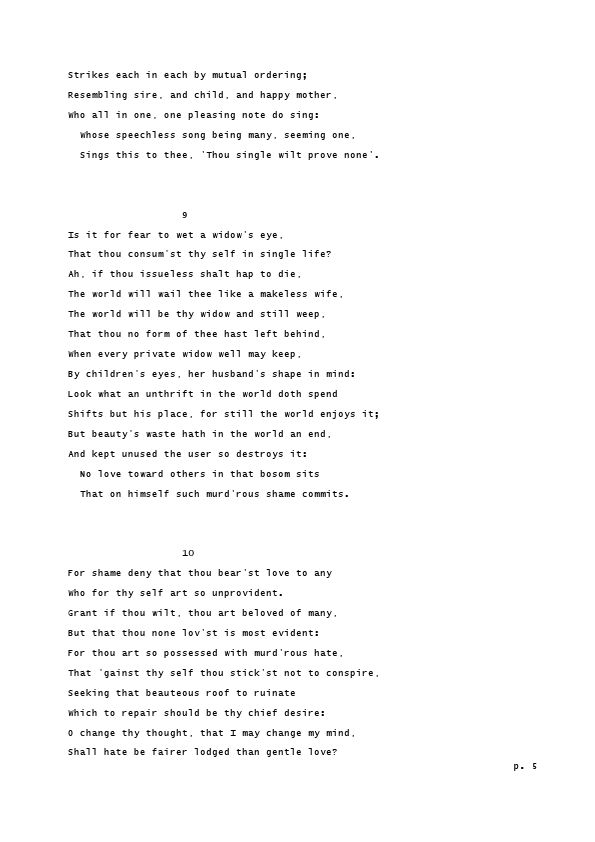 Strikes each in each by mutual ordering;
Resembling sire, and child, and happy mother,
Who all in one, one pleasing note do sing:
Whose speechless song being many, seeming one,
Sings this to thee, 'Thou single wilt prove none'.
9
Is it for fear to wet a widow's eye,
That thou consum'st thy self in single life?
Ah, if thou issueless shalt hap to die,
The world will wail thee like a makeless wife,
The world will be thy widow and still weep,
That thou no form of thee hast left behind,
When every private widow well may keep,
By children's eyes, her husband's shape in mind:
Look what an unthrift in the world doth spend
Shifts but his place, for still the world enjoys it;
But beauty's waste hath in the world an end,
And kept unused the user so destroys it:
No love toward others in that bosom sits
That on himself such murd'rous shame commits.
10
For shame deny that thou bear'st love to any
Who for thy self art so unprovident.
Grant if thou wilt, thou art beloved of many,
But that thou none lov'st is most evident:
For thou art so possessed with murd'rous hate,
That 'gainst thy self thou stick'st not to conspire,
Seeking that beauteous roof to ruinate
Which to repair should be thy chief desire:
O change thy thought, that I may change my mind,
Shall hate be fairer lodged than gentle love?
p. 5